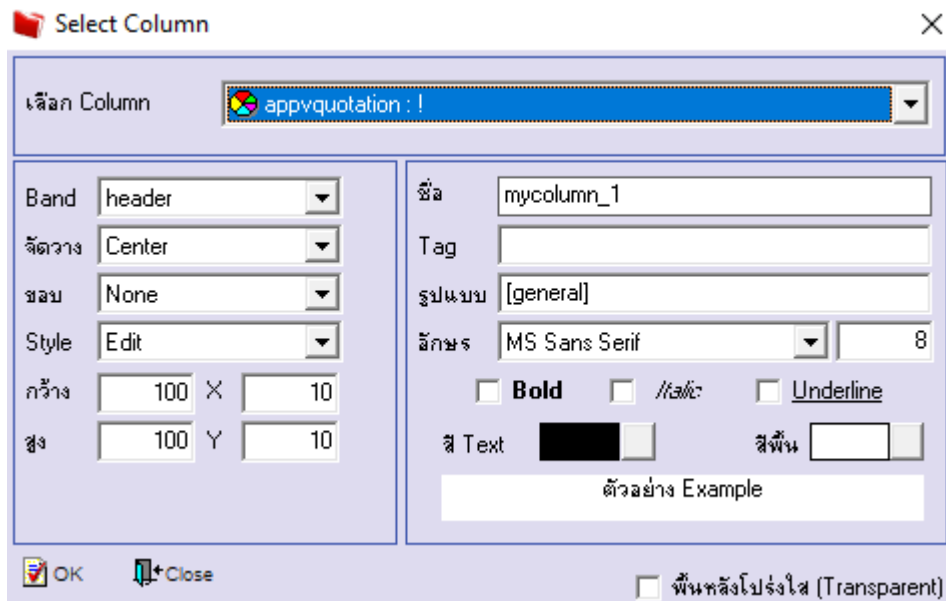 Select Column
เลือก Column appvquotation : !
Band header
จัดวาง Center
ขอบ None
Style Edit
กว้าง 100 X 10
สูง 100 Y 10
ชื่อ mycolumn_1
Tag
รูปแบบ [general]
อักษร MS Sans Serif 8
Bold Italic Underline
สี Text สีพื้น
ตัวอย่าง Example
OK Close
พื้นหลังโปร่งใส (Transparent)